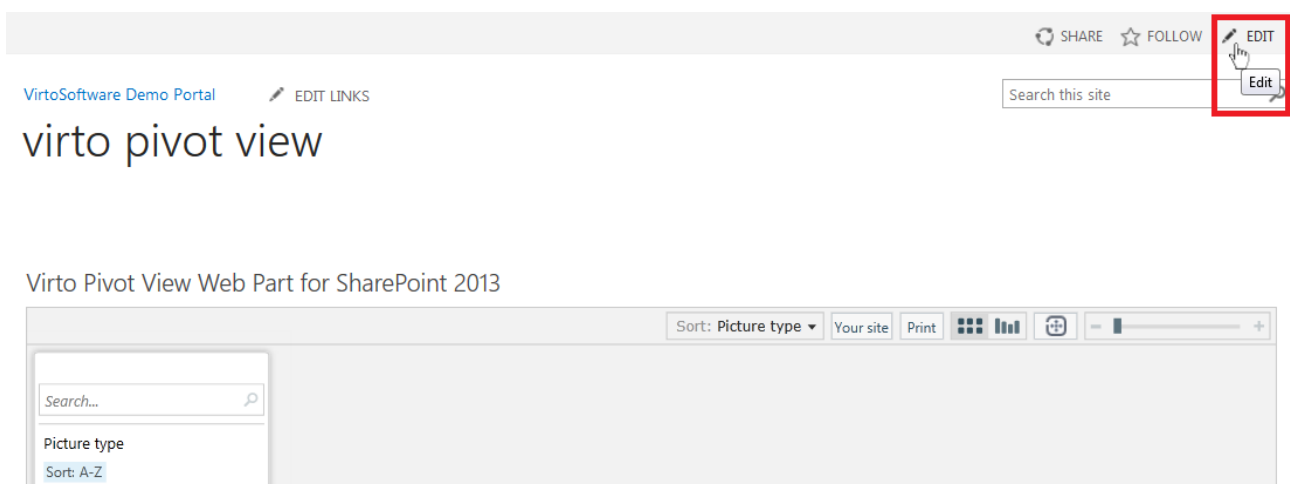 SHARE FOLLOW EDIT
Edit
VirtoSoftware Demo Portal EDIT LINKS Search this site
virto pivot view
Virto Pivot View Web Part for SharePoint 2013
Sort: Picture type Your site Print
Search...
Picture type
Sort: A-Z